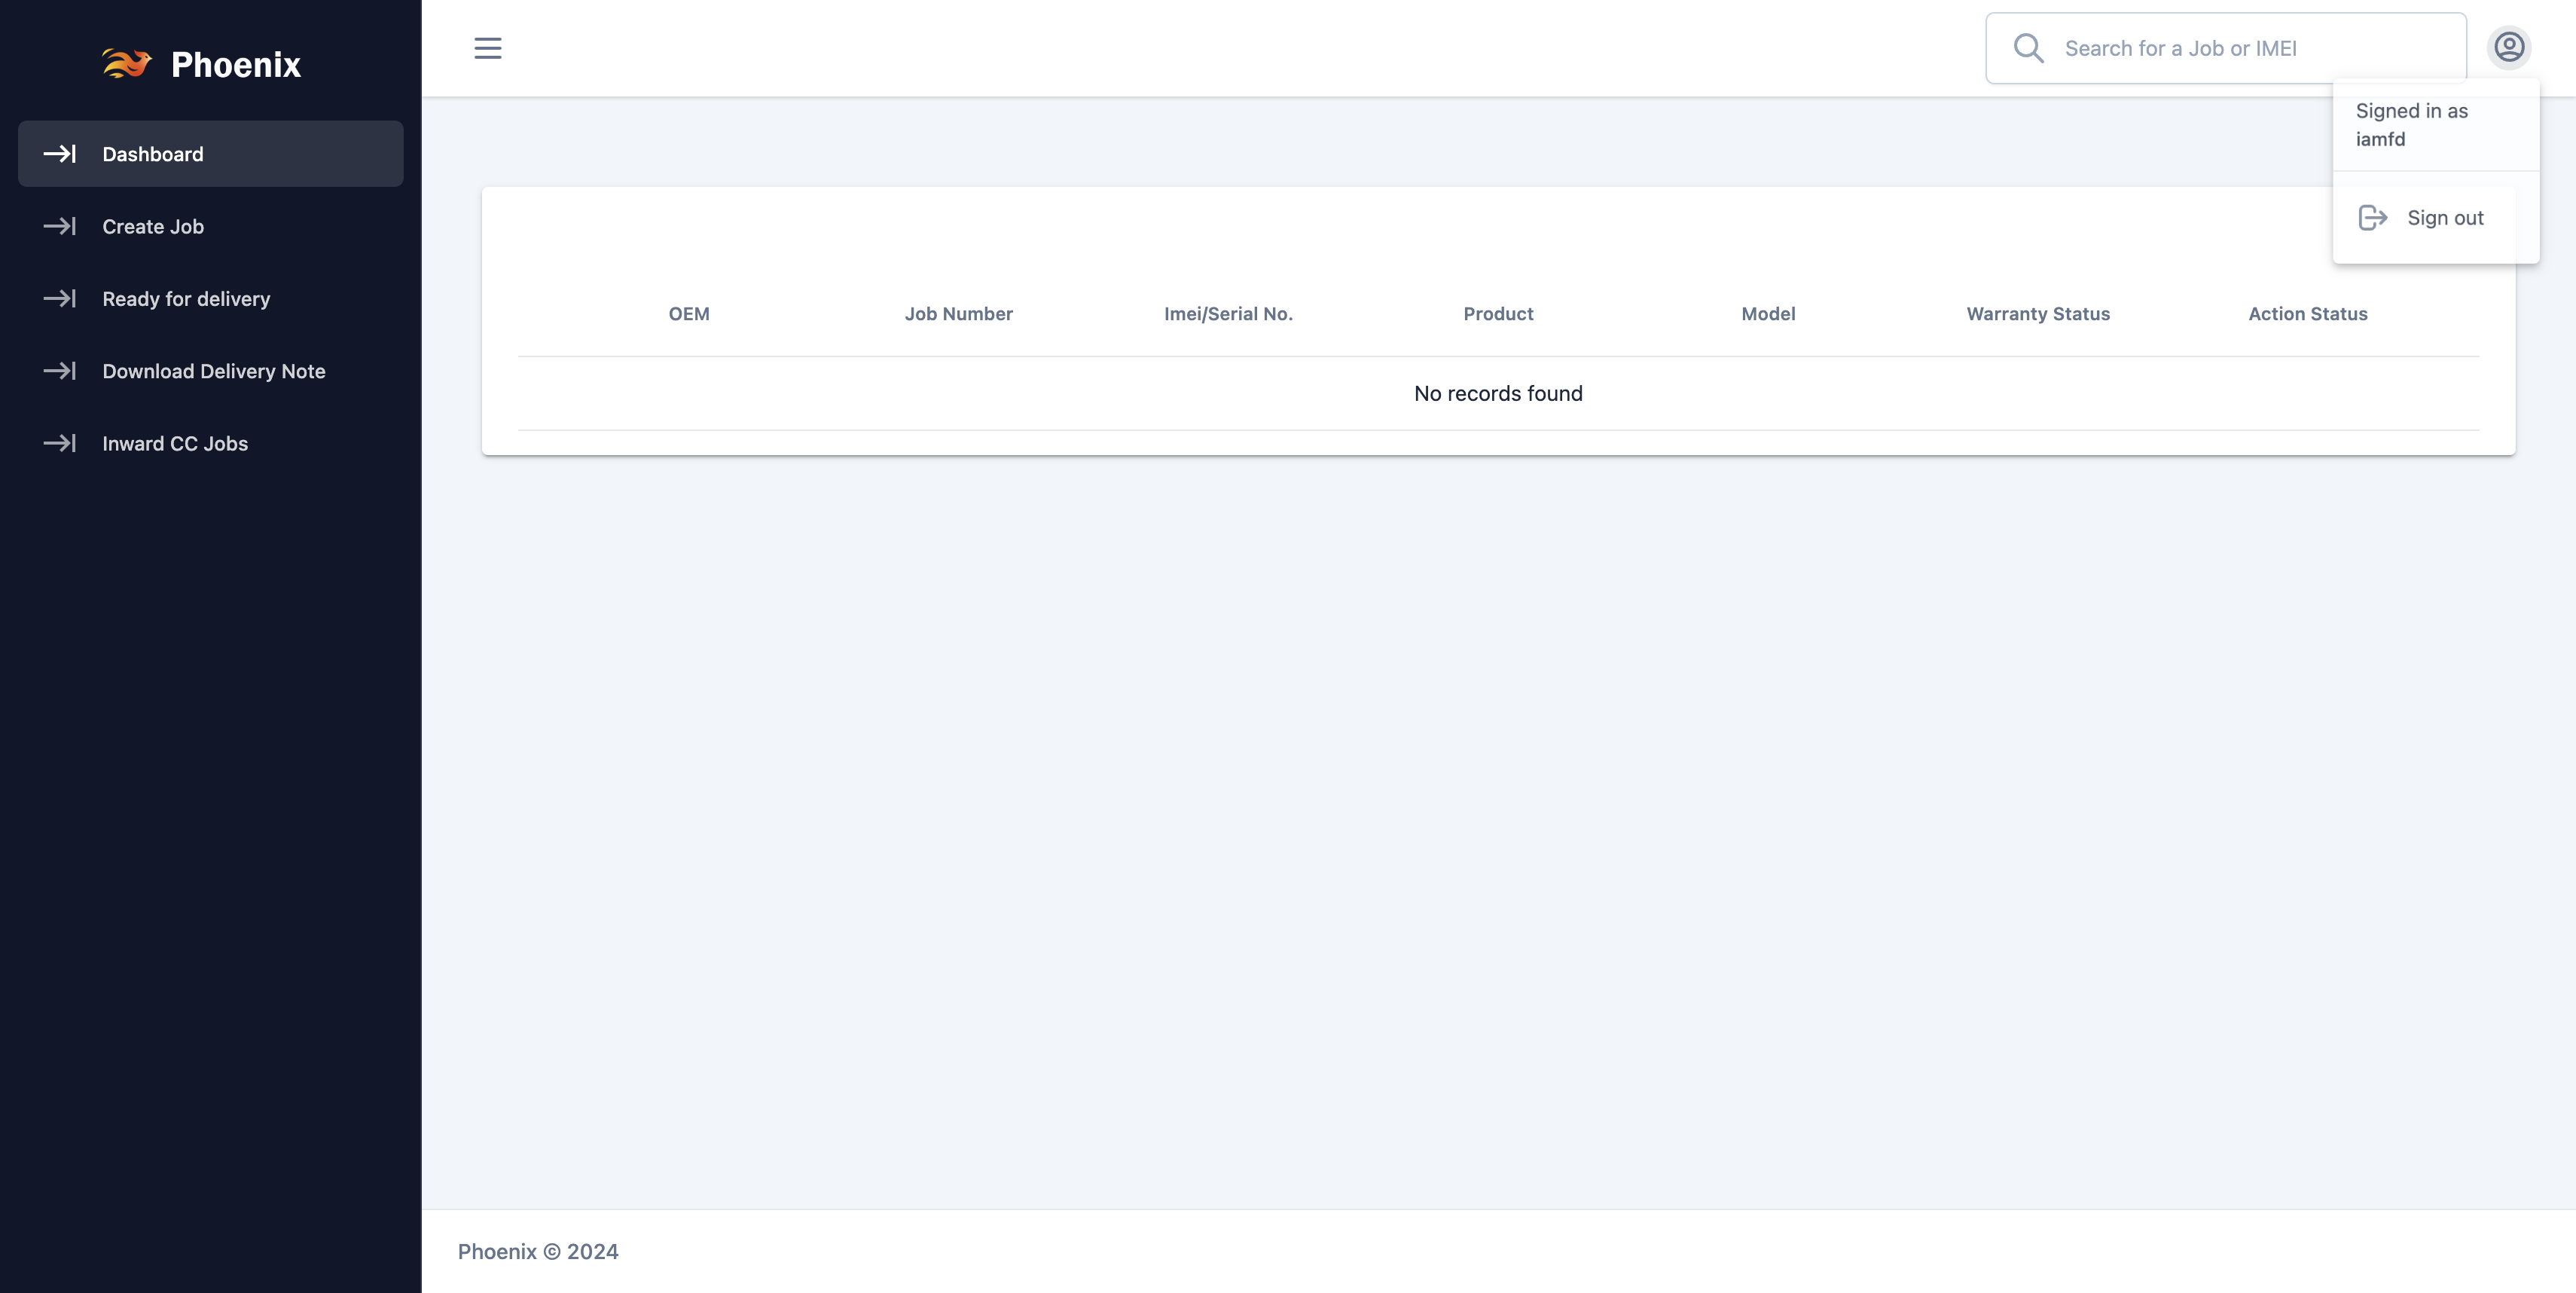 Phoenix
Dashboard
Create Job
Ready for delivery
Download Delivery Note
Inward CC Jobs
Search for a Job or IMEI
Signed in as
iamfd
Sign out
OEM Job Number Imei/Serial No. Product Model Warranty Status Action Status
No records found
Phoenix © 2024